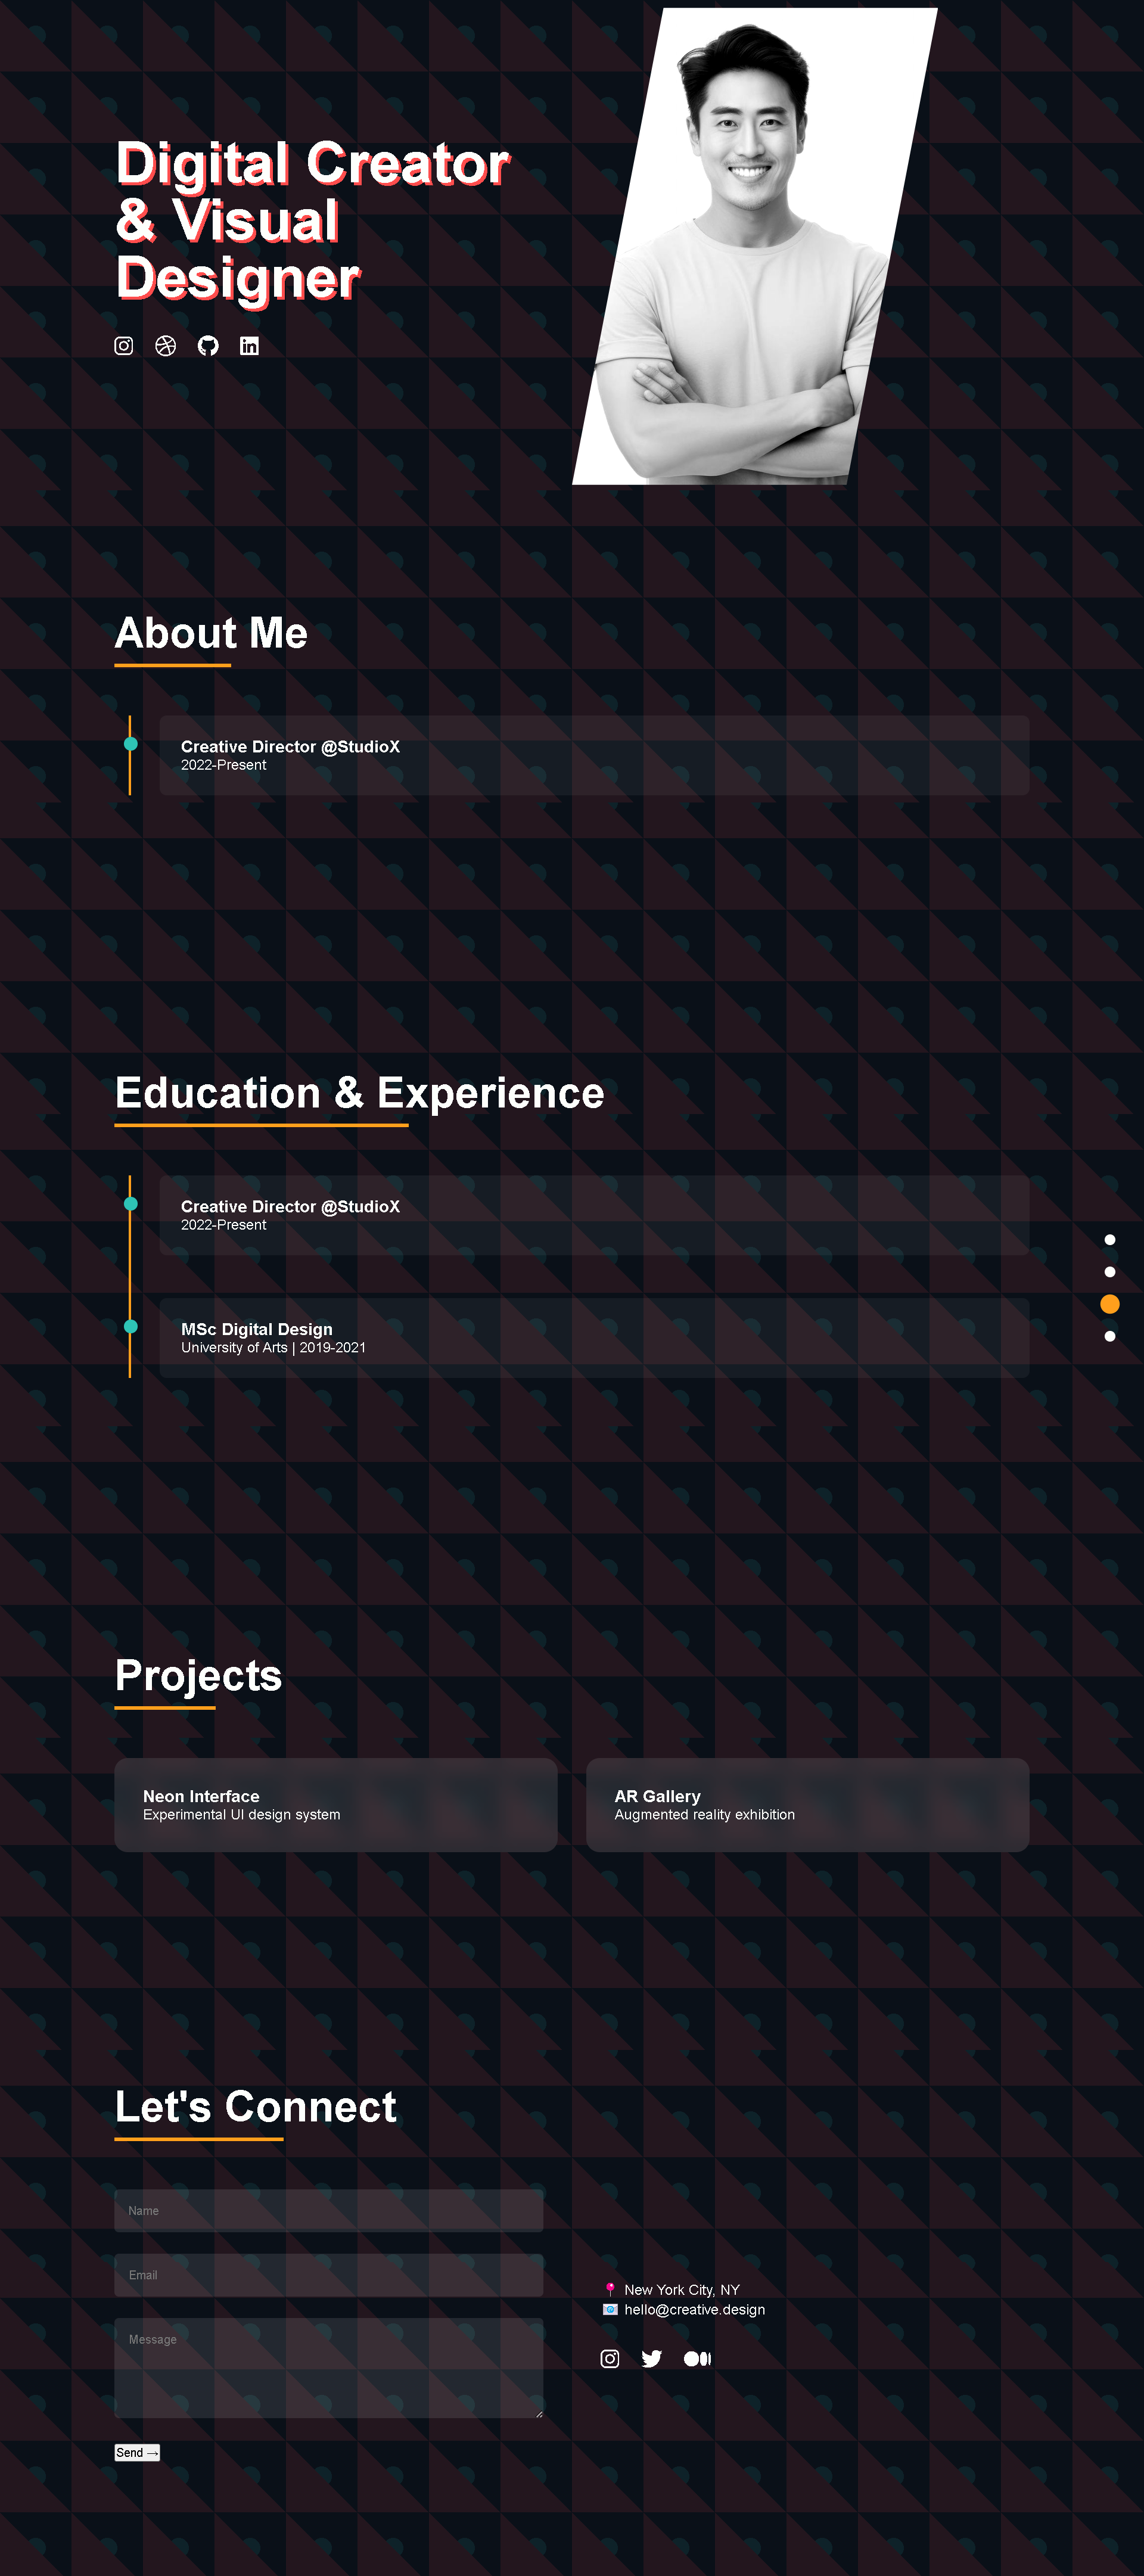 Digital Creator
& Visual
Designer
About Me
Creative Director @StudioX
2022-Present
Education & Experience
Creative Director @StudioX
2022-Present
MSc Digital Design
University of Arts | 2019-2021
Projects
Neon Interface
Experimental UI design system
AR Gallery
Augmented reality exhibition
Let's Connect
Name
Email
Message
Send →
New York City, NY
hello@creative.design